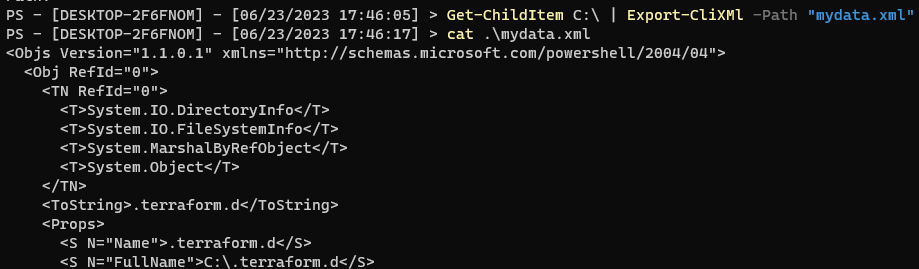 PS - [DESKTOP-2F6FNOM] - [06/23/2023 17:46:05] > Get-ChildItem C:\ | Export-CliXMl -Path "mydata.xml"
PS - [DESKTOP-2F6FNOM] - [06/23/2023 17:46:17] > cat .\mydata.xml
<Objs Version="1.1.0.1" xmlns="http://schemas.microsoft.com/powershell/2004/04">
  <Obj RefId="0">
    <TN RefId="0">
      <T>System.IO.DirectoryInfo</T>
      <T>System.IO.FileSystemInfo</T>
      <T>System.MarshalByRefObject</T>
      <T>System.Object</T>
    </TN>
    <ToString>.terraform.d</ToString>
    <Props>
      <S N="Name">.terraform.d</S>
      <S N="FullName">C:\.terraform.d</S>